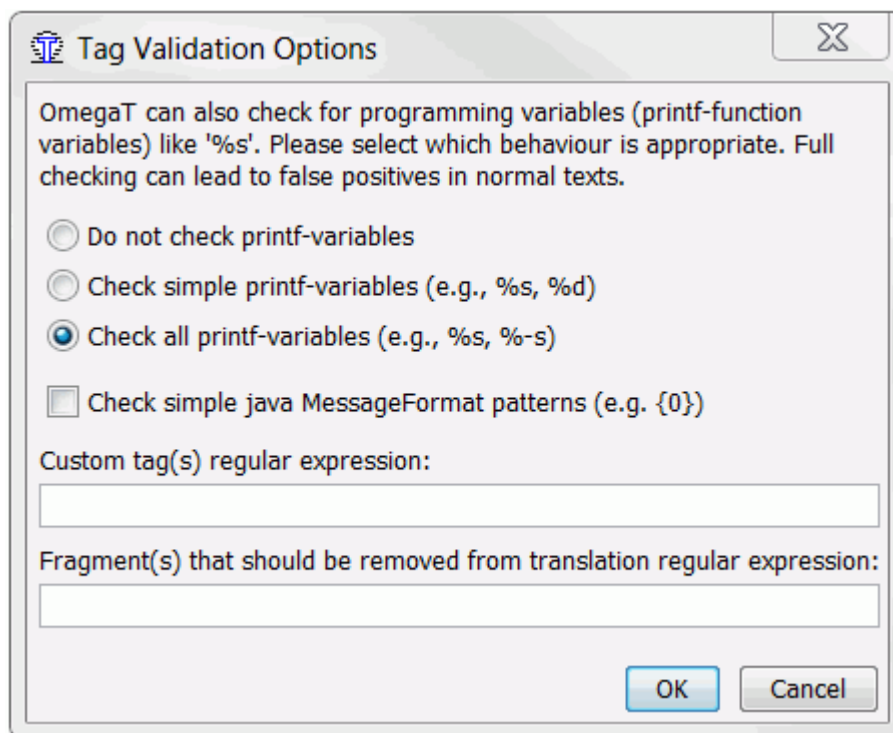 Tag Validation Options
OmegaT can also check for programming variables (printf-function
variables) like '%s'. Please select which behaviour is appropriate. Full
checking can lead to false positives in normal texts.
Do not check printf-variables
Check simple printf-variables (e.g., %s, %d)
Check all printf-variables (e.g., %s, %-s)
Check simple java MessageFormat patterns (e.g. {0})
Custom tag(s) regular expression:
Fragment(s) that should be removed from translation regular expression:
OK Cancel